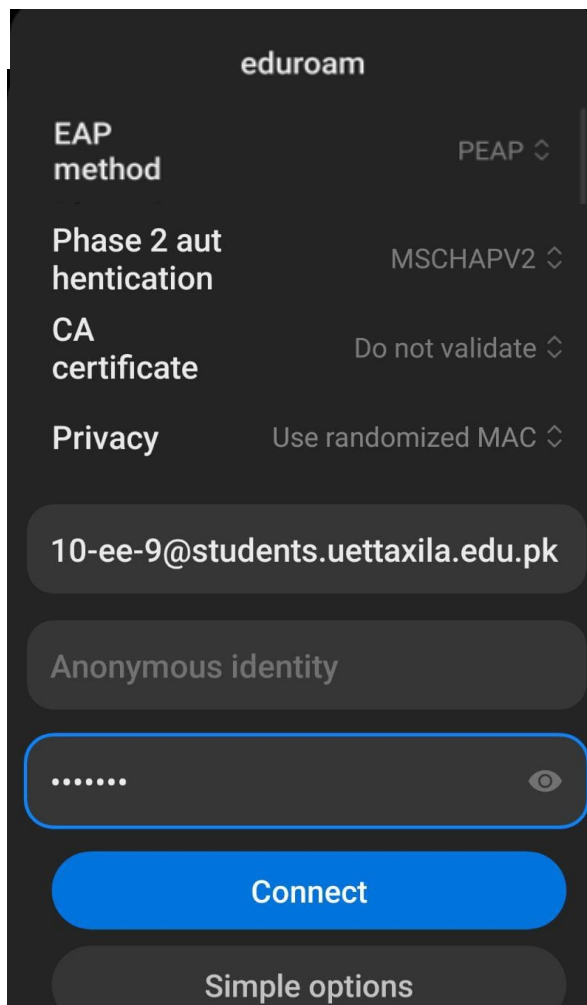 eduroam
EAP
method
PEAP
Phase 2 aut
hentication
MSCHAPV2
CA
certificate
Do not validate
Privacy
Use randomized MAC
10-ee-9@students.uettaxila.edu.pk
Anonymous identity
•••••••
Connect
Simple options